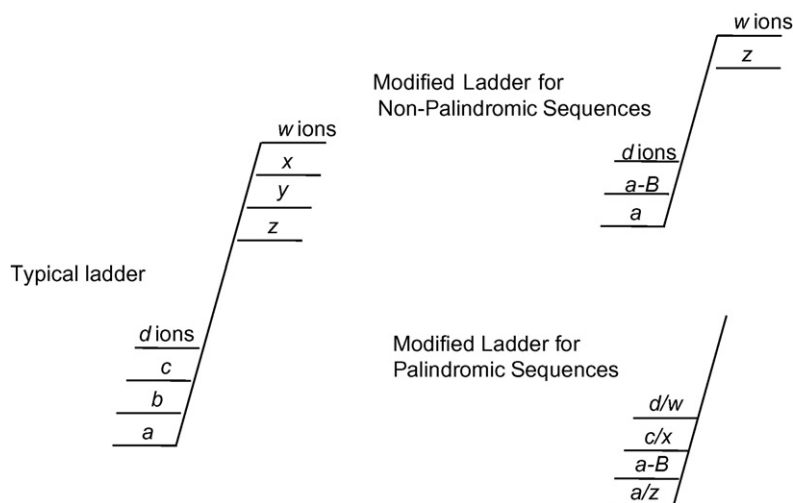 Typical ladder
w ions
x
y
z
d ions
c
b
a
Modified Ladder for
Non-Palindromic Sequences
w ions
z
d ions
a-B
a
Modified Ladder for
Palindromic Sequences
d/w
c/x
a-B
a/z